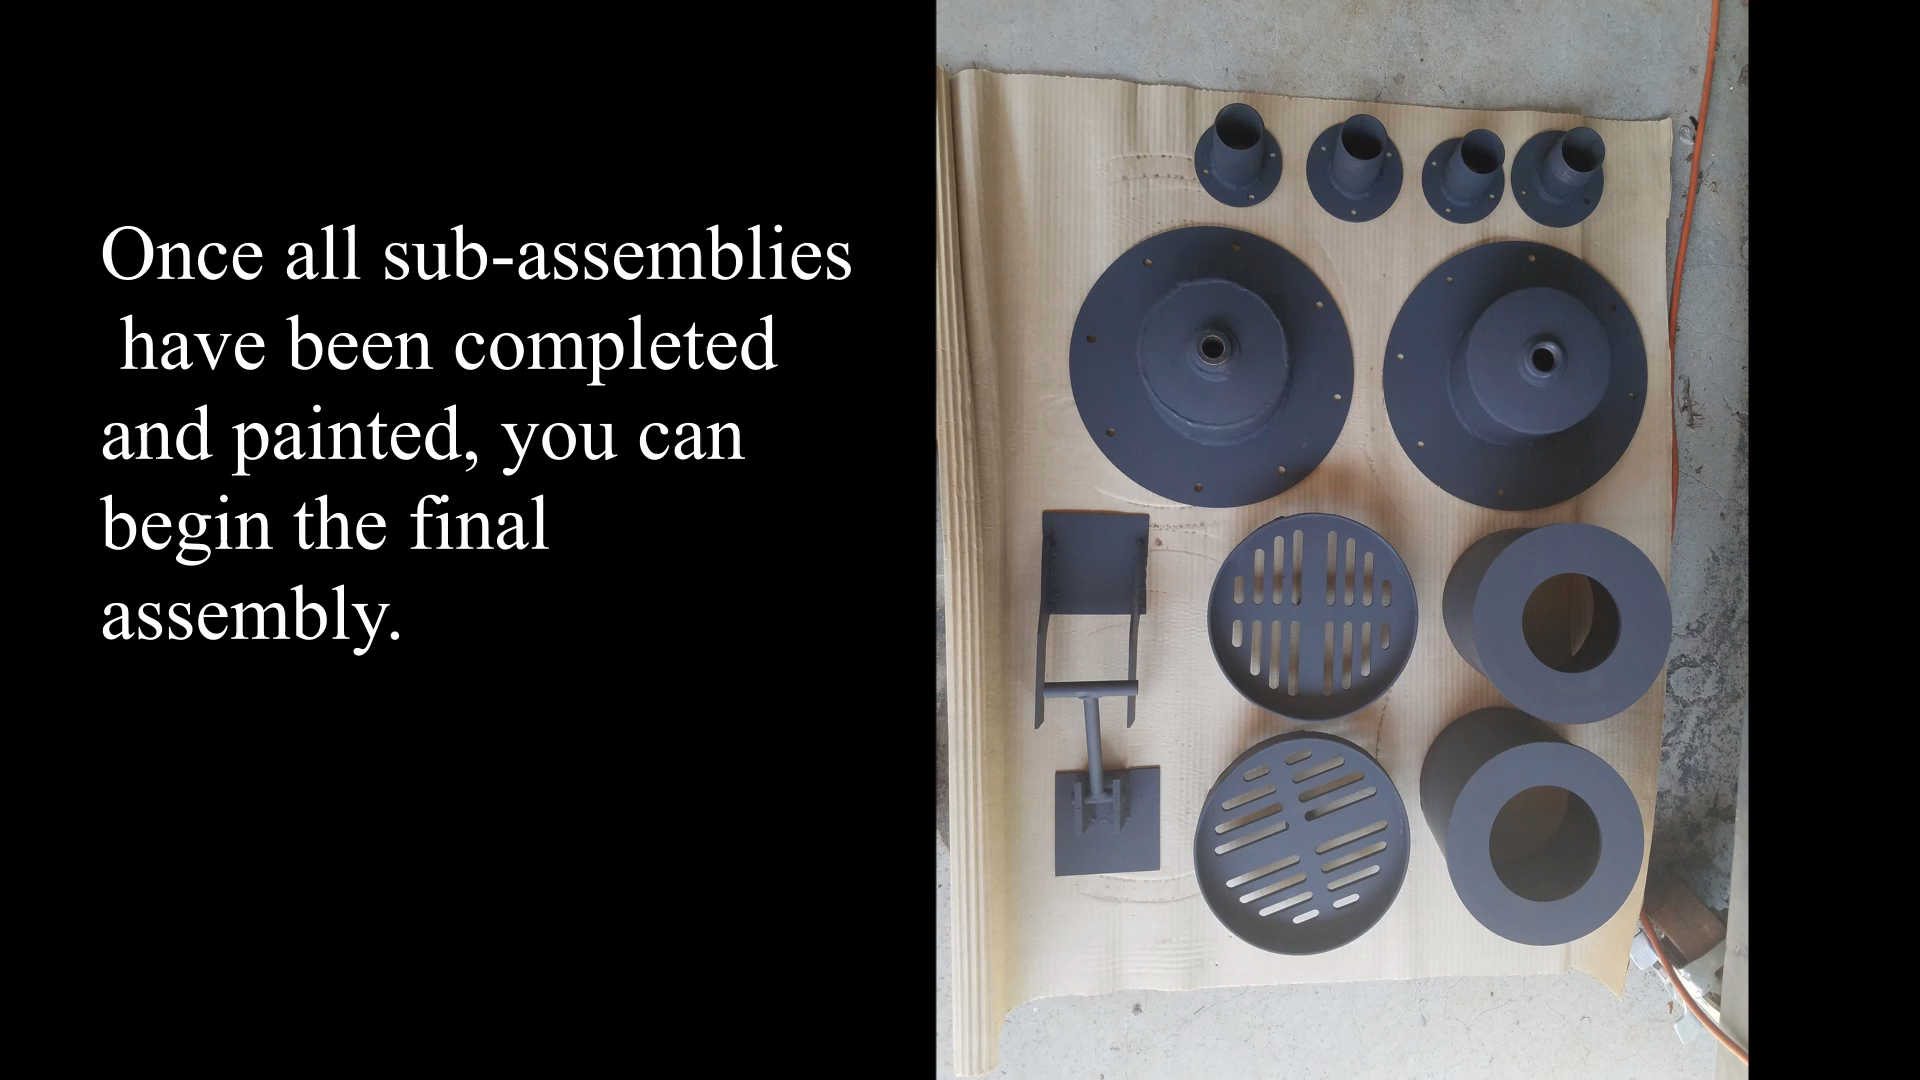 Once all sub-assemblies
have been completed
and painted, you can
begin the final
assembly.